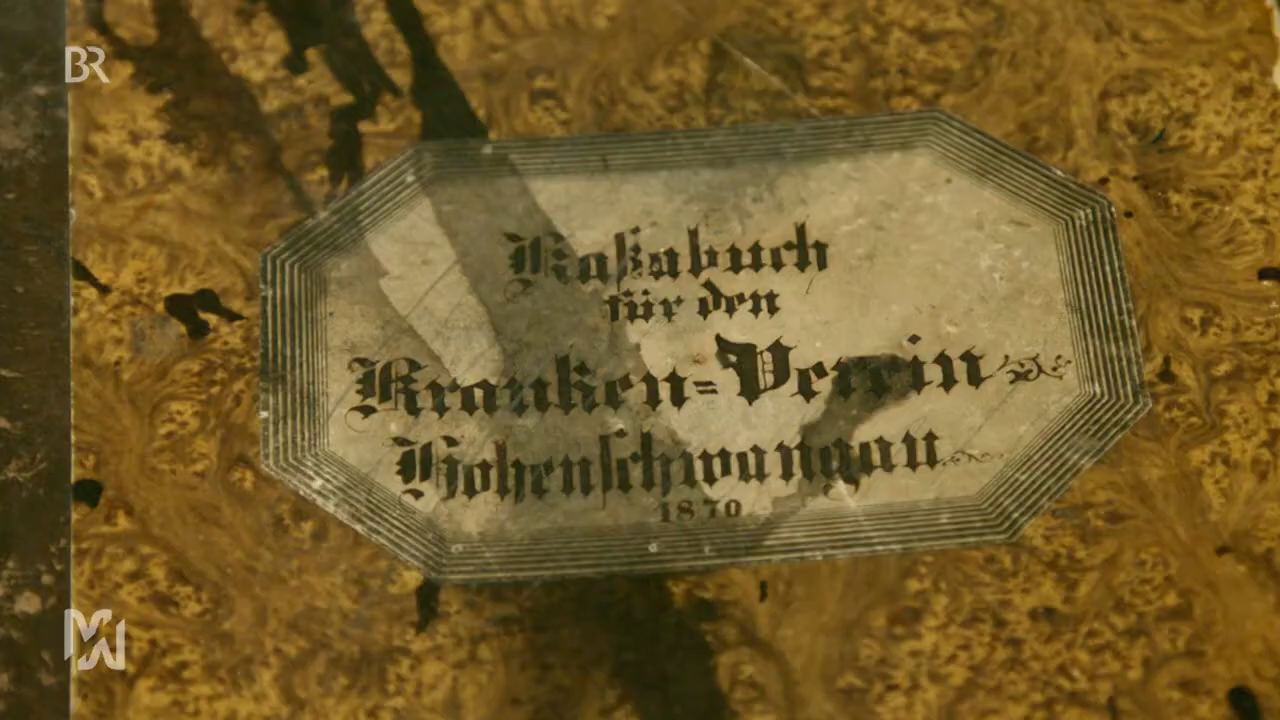 BR
Kaßabuch
für den
Kranken=Verein
Hohenschwangau
1870